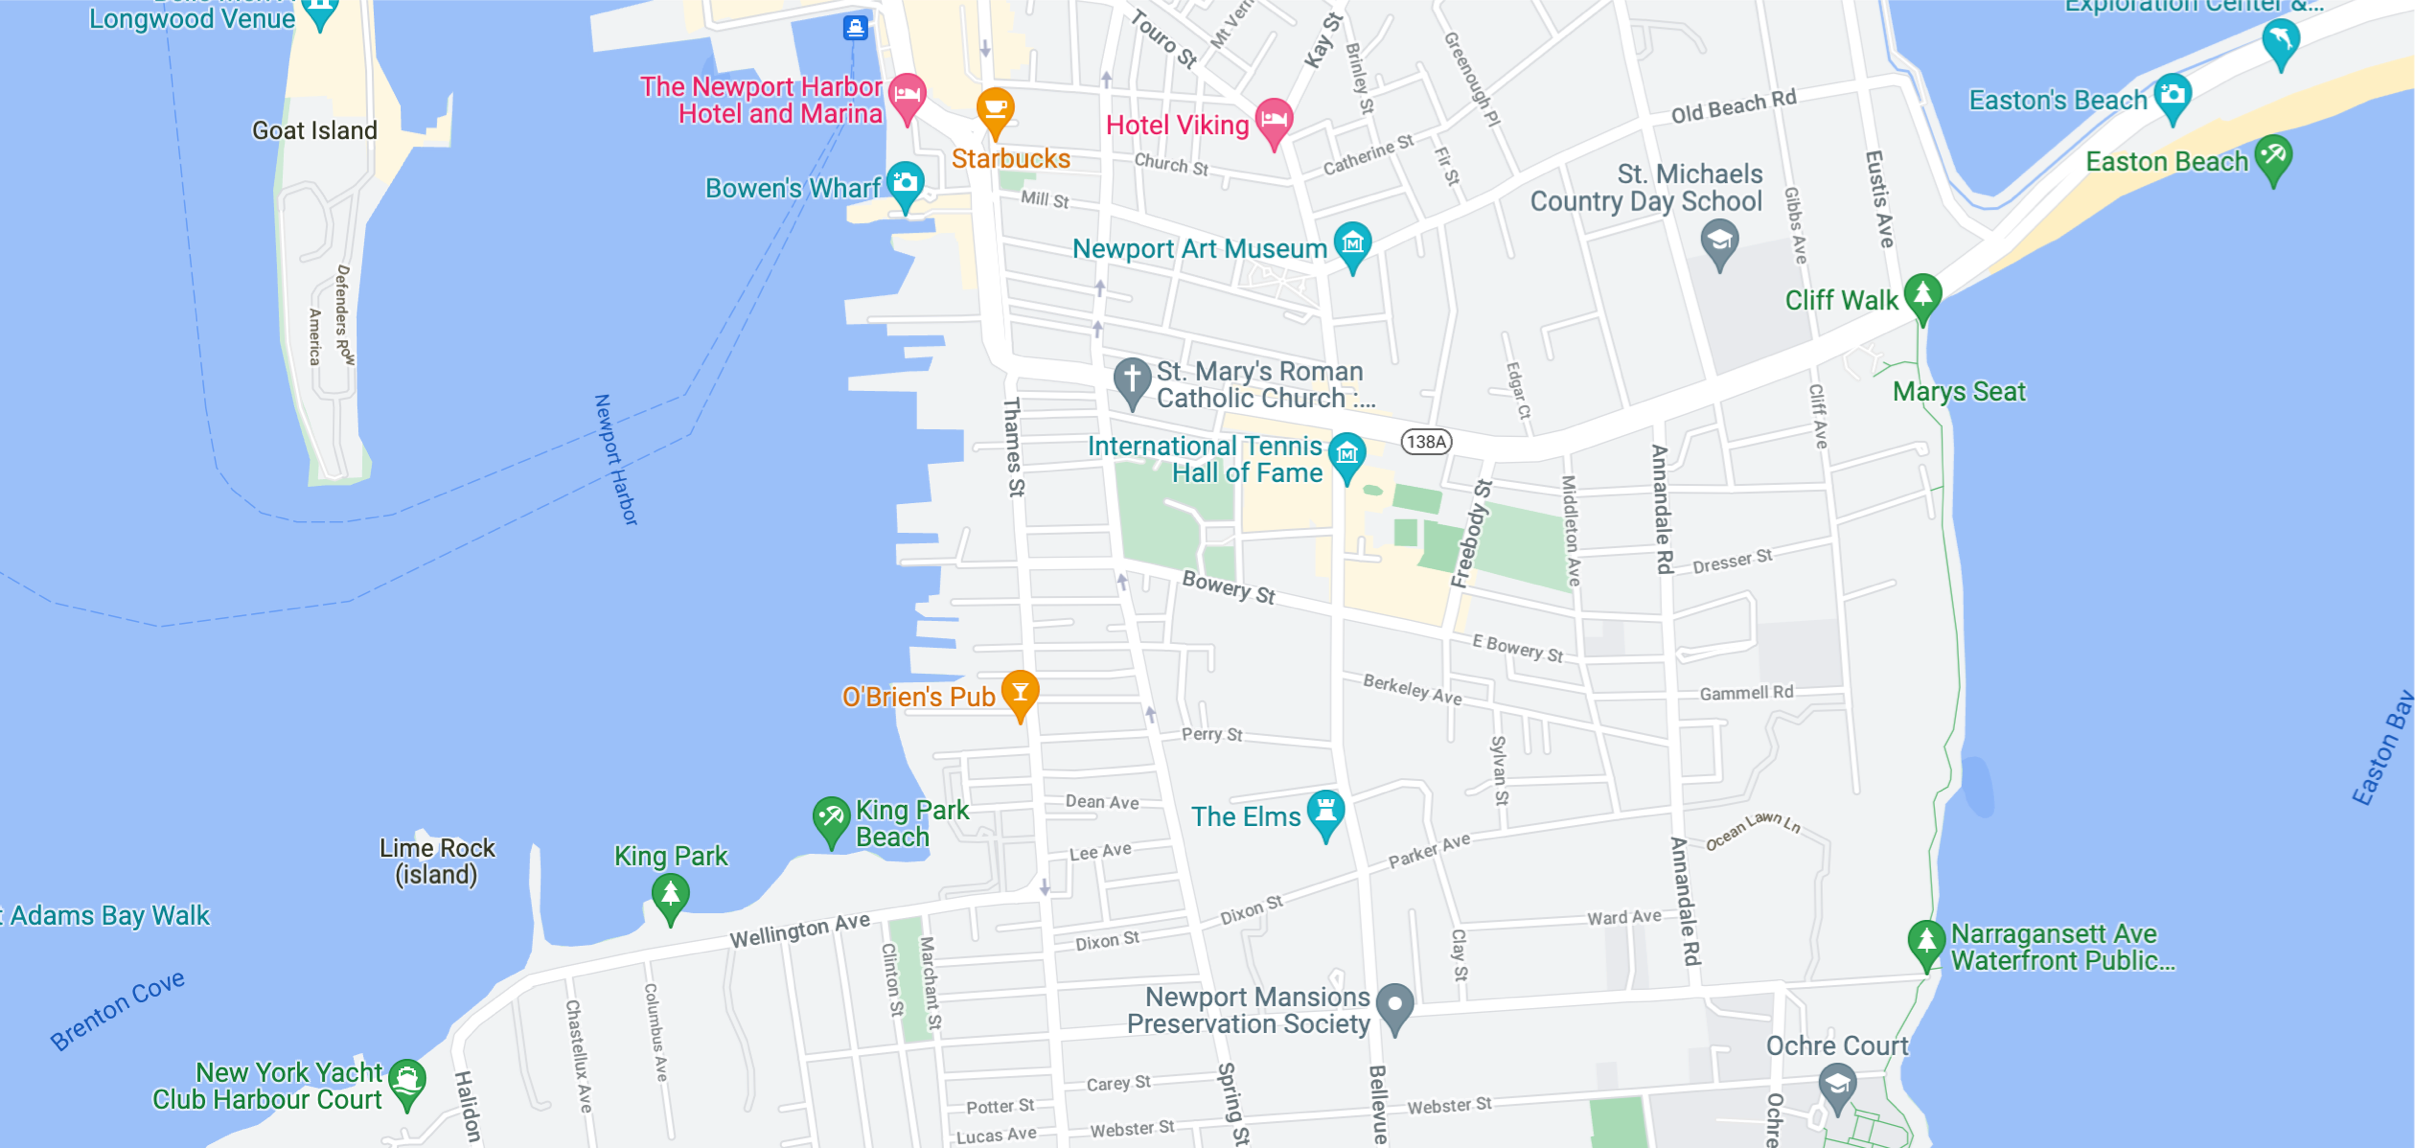 Longwood Venue
Goat Island
Defenders Row
America
Newport Harbor
The Newport Harbor
Hotel and Marina
Starbucks
Bowen's Wharf
Touro St
Mt Vern
Kay St
Brinley St
Greenough Pl
Hotel Viking
Church St
Catherine St
Fir St
Mill St
Old Beach Rd
Exploration Center &...
Easton's Beach
Easton Beach
St. Michaels
Country Day School
Gibbs Ave
Eustis Ave
Newport Art Museum
Cliff Walk
Marys Seat
St. Mary's Roman
Catholic Church :...
Edgar Ct
Cliff Ave
Thames St
138A
International Tennis
Hall of Fame
Freebody St
Middleton Ave
Annandale Rd
Dresser St
Bowery St
E Bowery St
Berkeley Ave
Gammell Rd
Easton Bay
O'Brien's Pub
Perry St
Sylvan St
King Park
Beach
Dean Ave
The Elms
Ocean Lawn Ln
Lime Rock
(island)
King Park
Lee Ave
Parker Ave
Annandale Rd
Adams Bay Walk
Wellington Ave
Dixon St
Dixon St
Ward Ave
Clay St
Narragansett Ave
Waterfront Public...
Brenton Cove
Clinton St
Marchant St
Chastellux Ave
Columbus Ave
Newport Mansions
Preservation Society
Ochre Court
New York Yacht
Club Harbour Court
Halidon
Carey St
Potter St
Lucas Ave
Webster St
Webster St
Spring St
Bellevue
Ochre